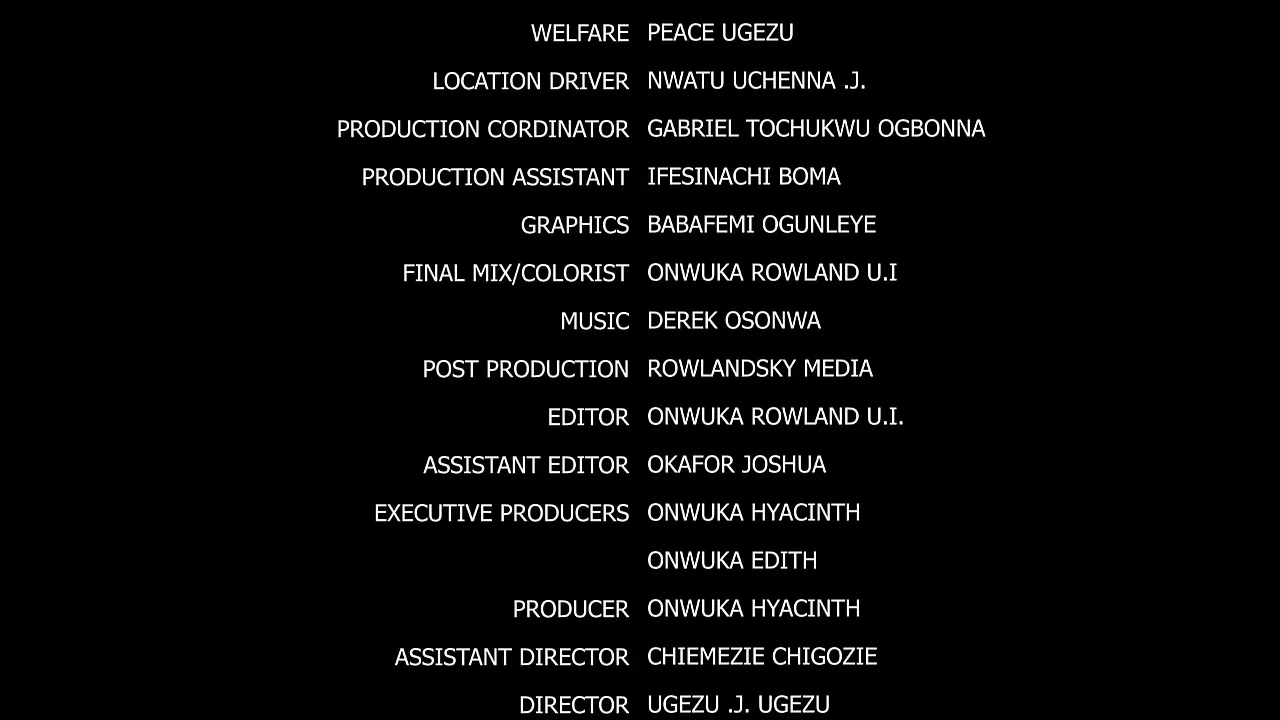 WELFARE PEACE UGEZU
LOCATION DRIVER NWATU UCHENNA .J.
PRODUCTION CORDINATOR GABRIEL TOCHUKWU OGBONNA
PRODUCTION ASSISTANT IFESINACHI BOMA
GRAPHICS BABAFEMI OGUNLEYE
FINAL MIX/COLORIST ONWUKA ROWLAND U.I
MUSIC DEREK OSONWA
POST PRODUCTION ROWLANDSKY MEDIA
EDITOR ONWUKA ROWLAND U.I.
ASSISTANT EDITOR OKAFOR JOSHUA
EXECUTIVE PRODUCERS ONWUKA HYACINTH
ONWUKA EDITH
PRODUCER ONWUKA HYACINTH
ASSISTANT DIRECTOR CHIEMEZIE CHIGOZIE
DIRECTOR UGEZU .J. UGEZU